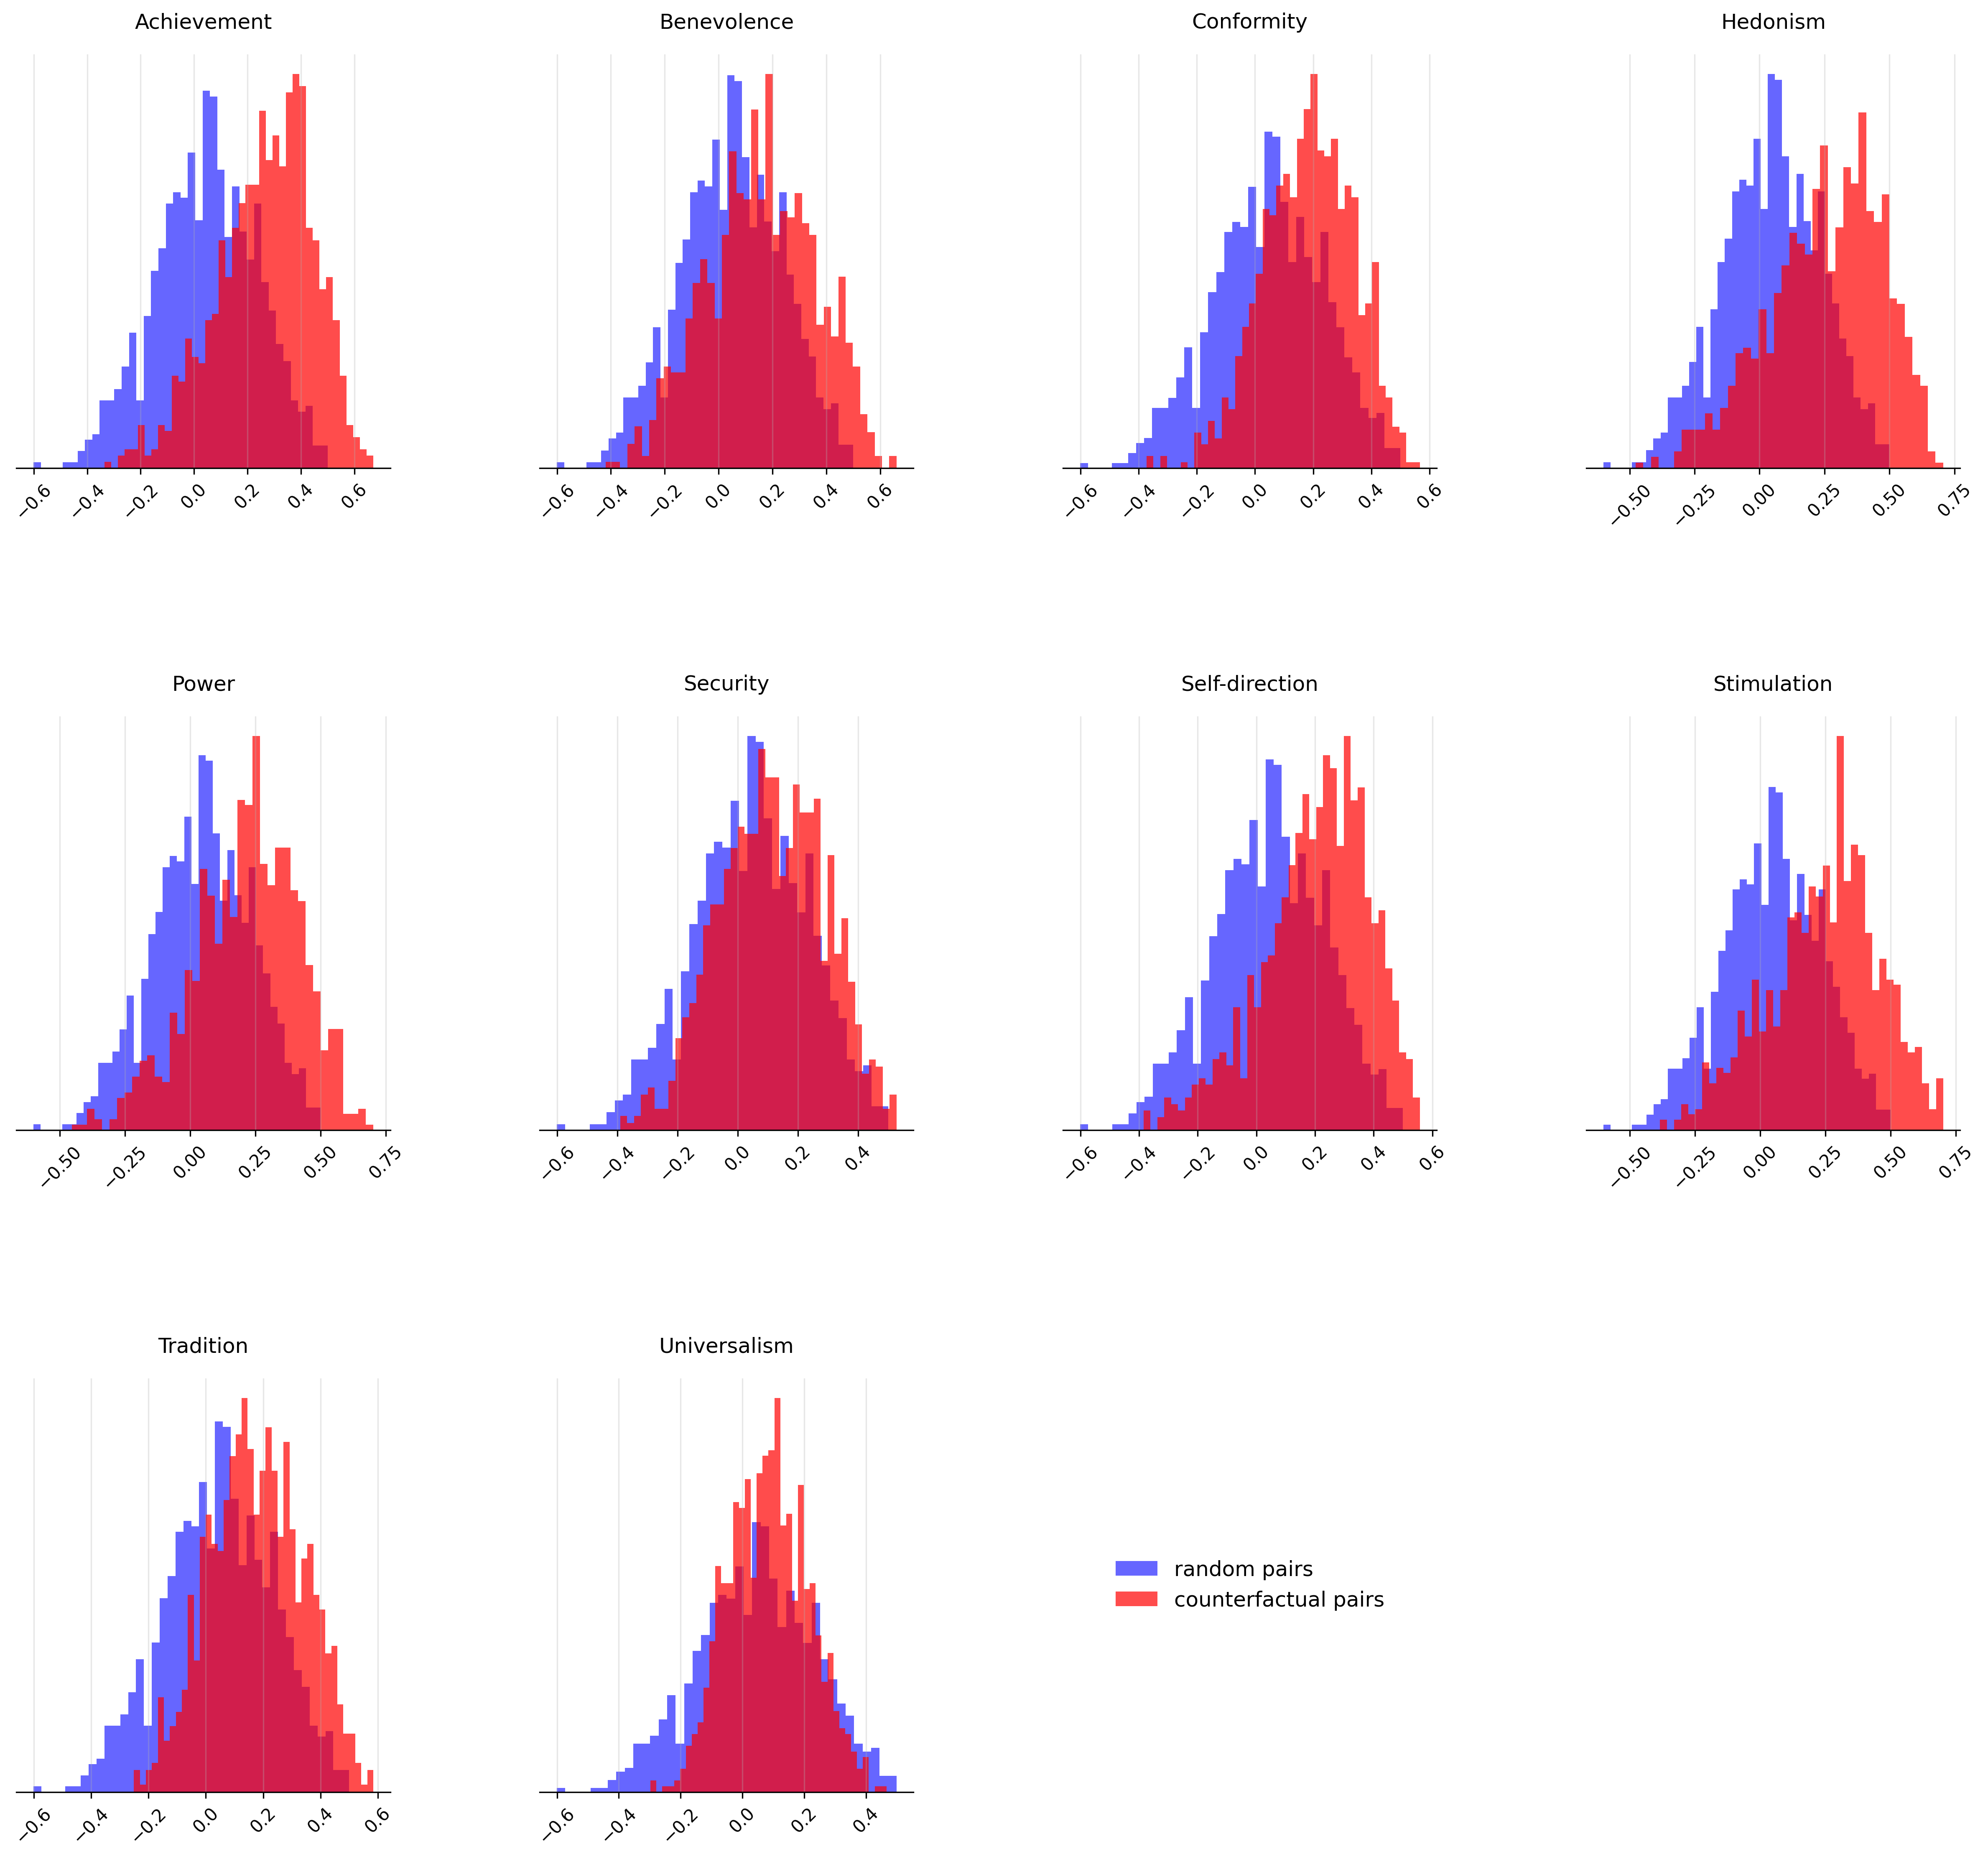 Achievement Benevolence Conformity Hedonism
−0.6 −0.4 −0.2 0.0 0.2 0.4 0.6 −0.6 −0.4 −0.2 0.0 0.2 0.4 0.6 −0.6 −0.4 −0.2 0.0 0.2 0.4 0.6 −0.50 −0.25 0.00 0.25 0.50 0.75
Power Security Self-direction Stimulation
−0.50 −0.25 0.00 0.25 0.50 0.75 −0.6 −0.4 −0.2 0.0 0.2 0.4 −0.6 −0.4 −0.2 0.0 0.2 0.4 0.6 −0.50 −0.25 0.00 0.25 0.50 0.75
Tradition Universalism
random pairs
counterfactual pairs
−0.6 −0.4 −0.2 0.0 0.2 0.4 0.6 −0.6 −0.4 −0.2 0.0 0.2 0.4